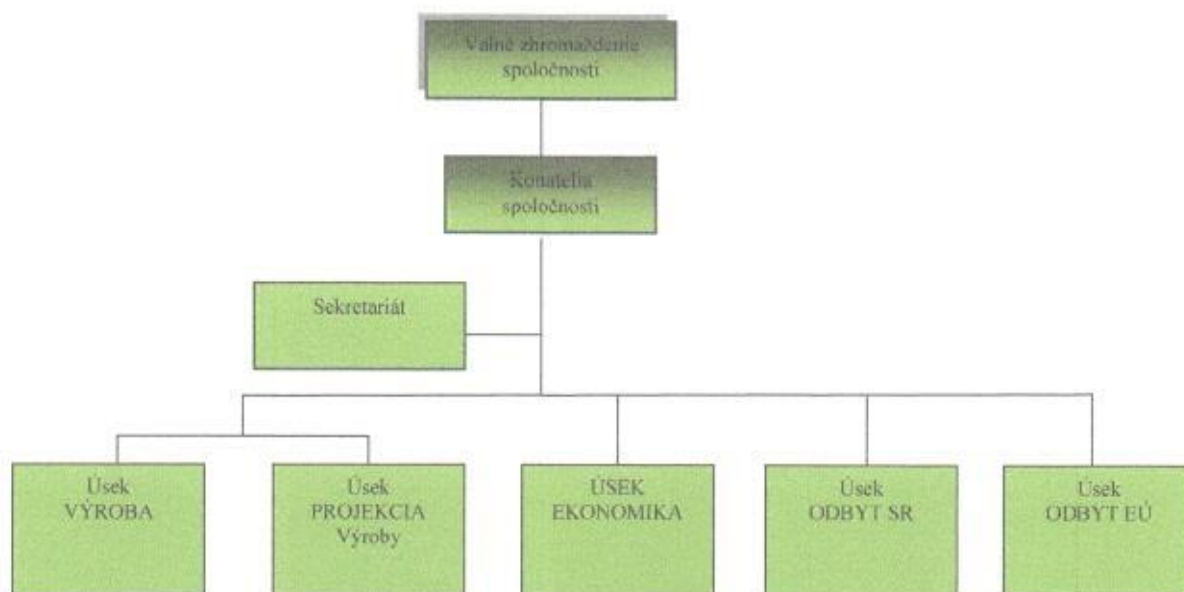 Valné zhromaždenie
spoločnosti
Konatelia
spoločnosti
Sekretariát
Úsek
VÝROBA
Úsek
PROJEKCIA
Výroby
ÚSEK
EKONOMIKA
Úsek
ODBYT SR
Úsek
ODBYT EÚ